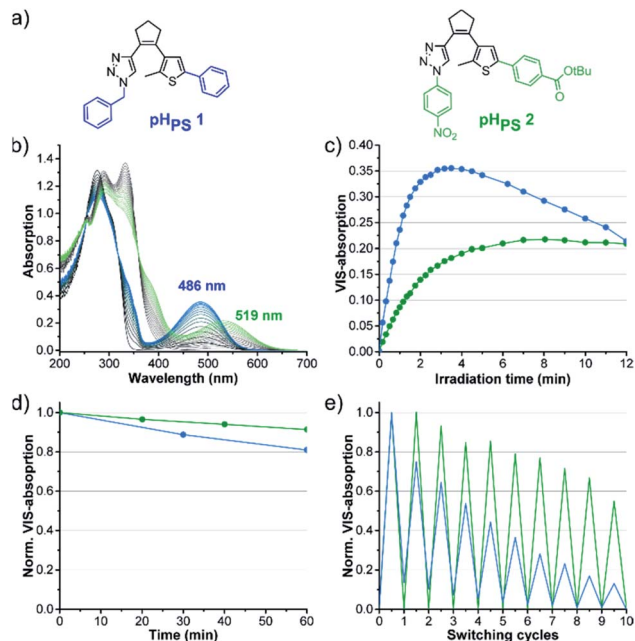 a)
N
N
N
S
N
N
N
S
OtBu
O
NO2
pHPS 1
pHPS 2
b)
c)
Absorption
1.4
1.2
1.0
0.8
0.6
0.4
0.2
0.0
486 nm
519 nm
200 300 400 500 600 700
Wavelength (nm)
VIS-absorption
0.40
0.35
0.30
0.25
0.20
0.15
0.10
0.05
0.00
0 2 4 6 8 10 12
Irradiation time (min)
d)
e)
Norm. VIS-absoprtion
1.0
0.8
0.6
0.4
0.2
0.0
0 10 20 30 40 50 60
Time (min)
Norm. VIS-absoprtion
1.0
0.8
0.6
0.4
0.2
0.0
0 1 2 3 4 5 6 7 8 9 10
Switching cycles